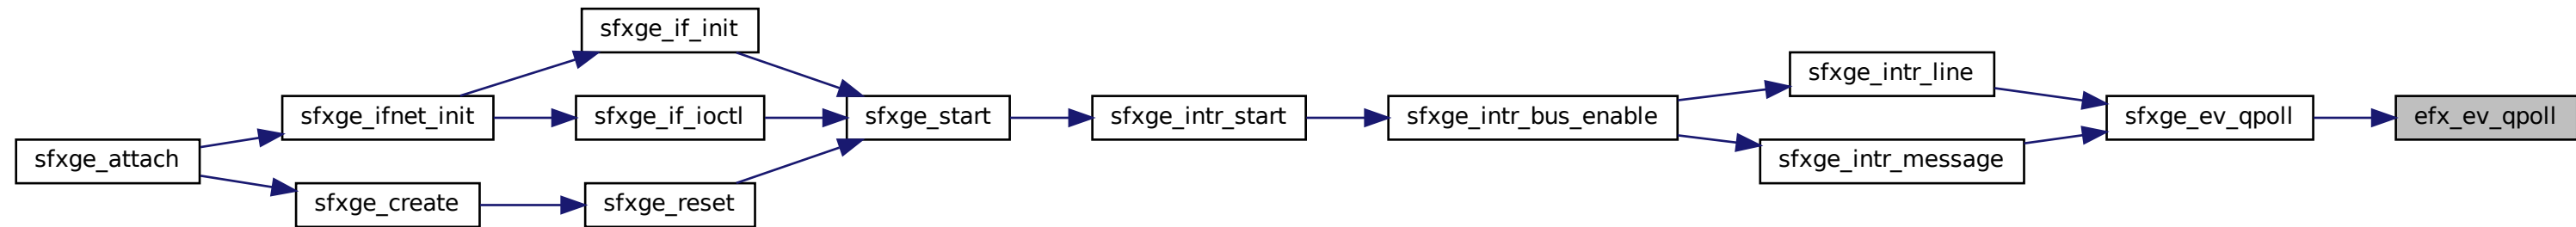 sfxge_if_init
sfxge_intr_line
sfxge_ifnet_init
sfxge_if_ioctl
sfxge_start
sfxge_intr_start
sfxge_intr_bus_enable
sfxge_ev_qpoll
efx_ev_qpoll
sfxge_attach
sfxge_intr_message
sfxge_create
sfxge_reset